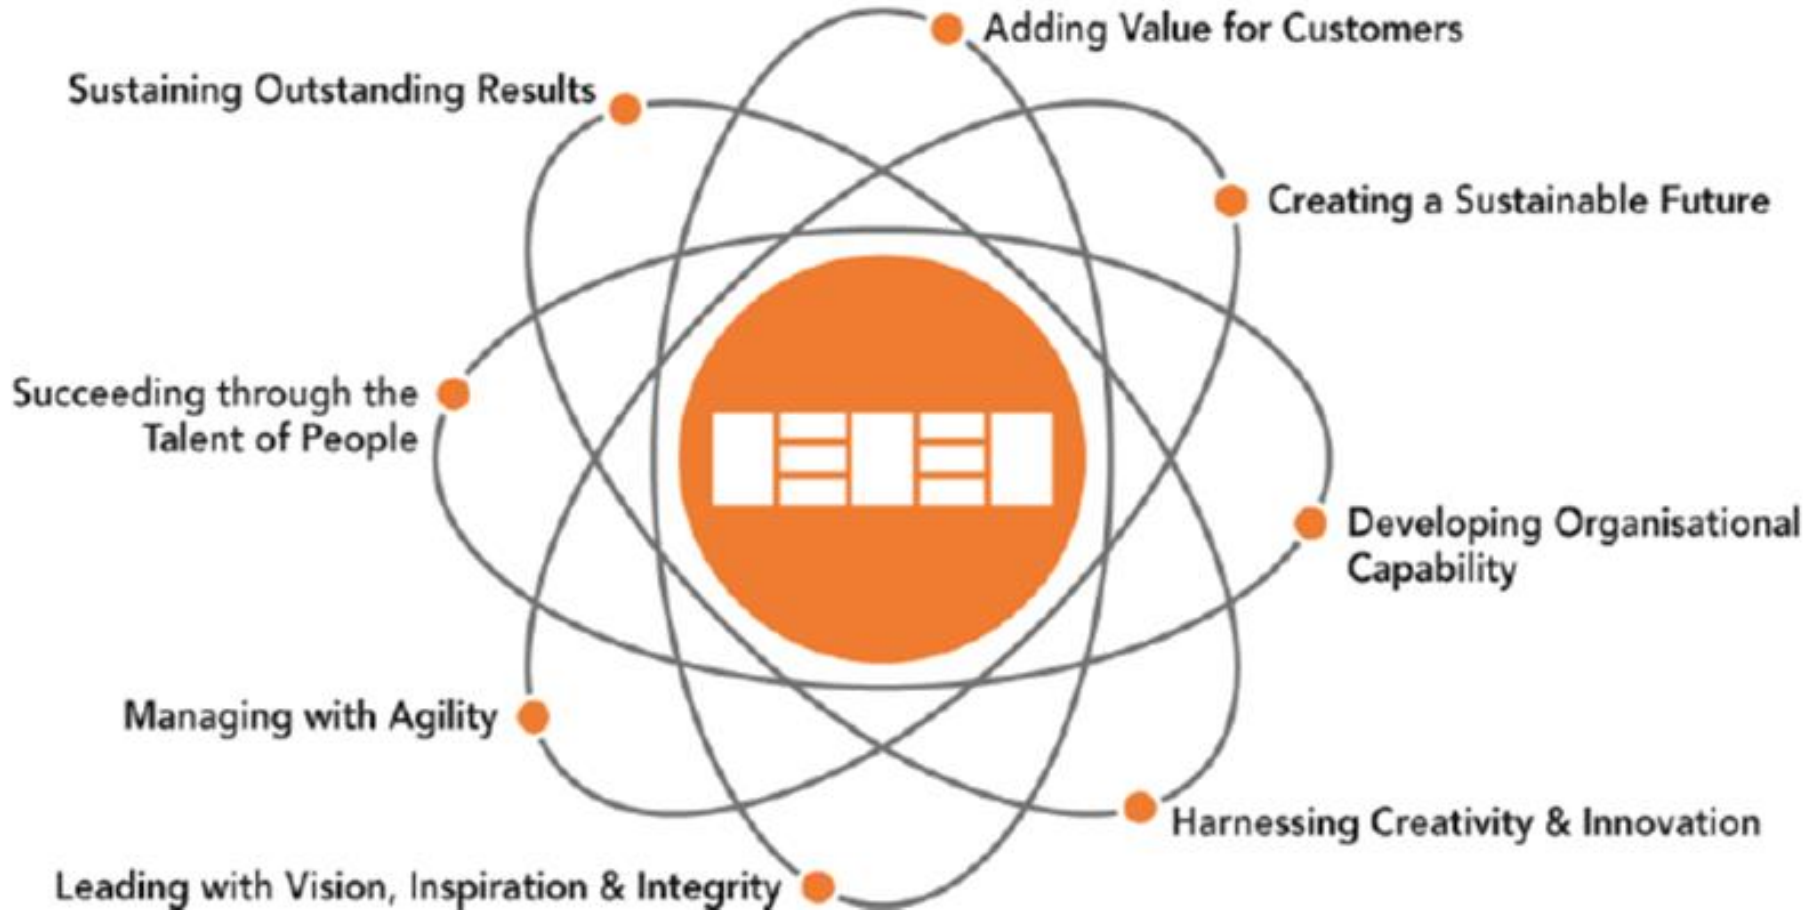 Adding Value for Customers
Sustaining Outstanding Results
Creating a Sustainable Future
Succeeding through the
Talent of People
Developing Organisational
Capability
Managing with Agility
Harnessing Creativity & Innovation
Leading with Vision, Inspiration & Integrity